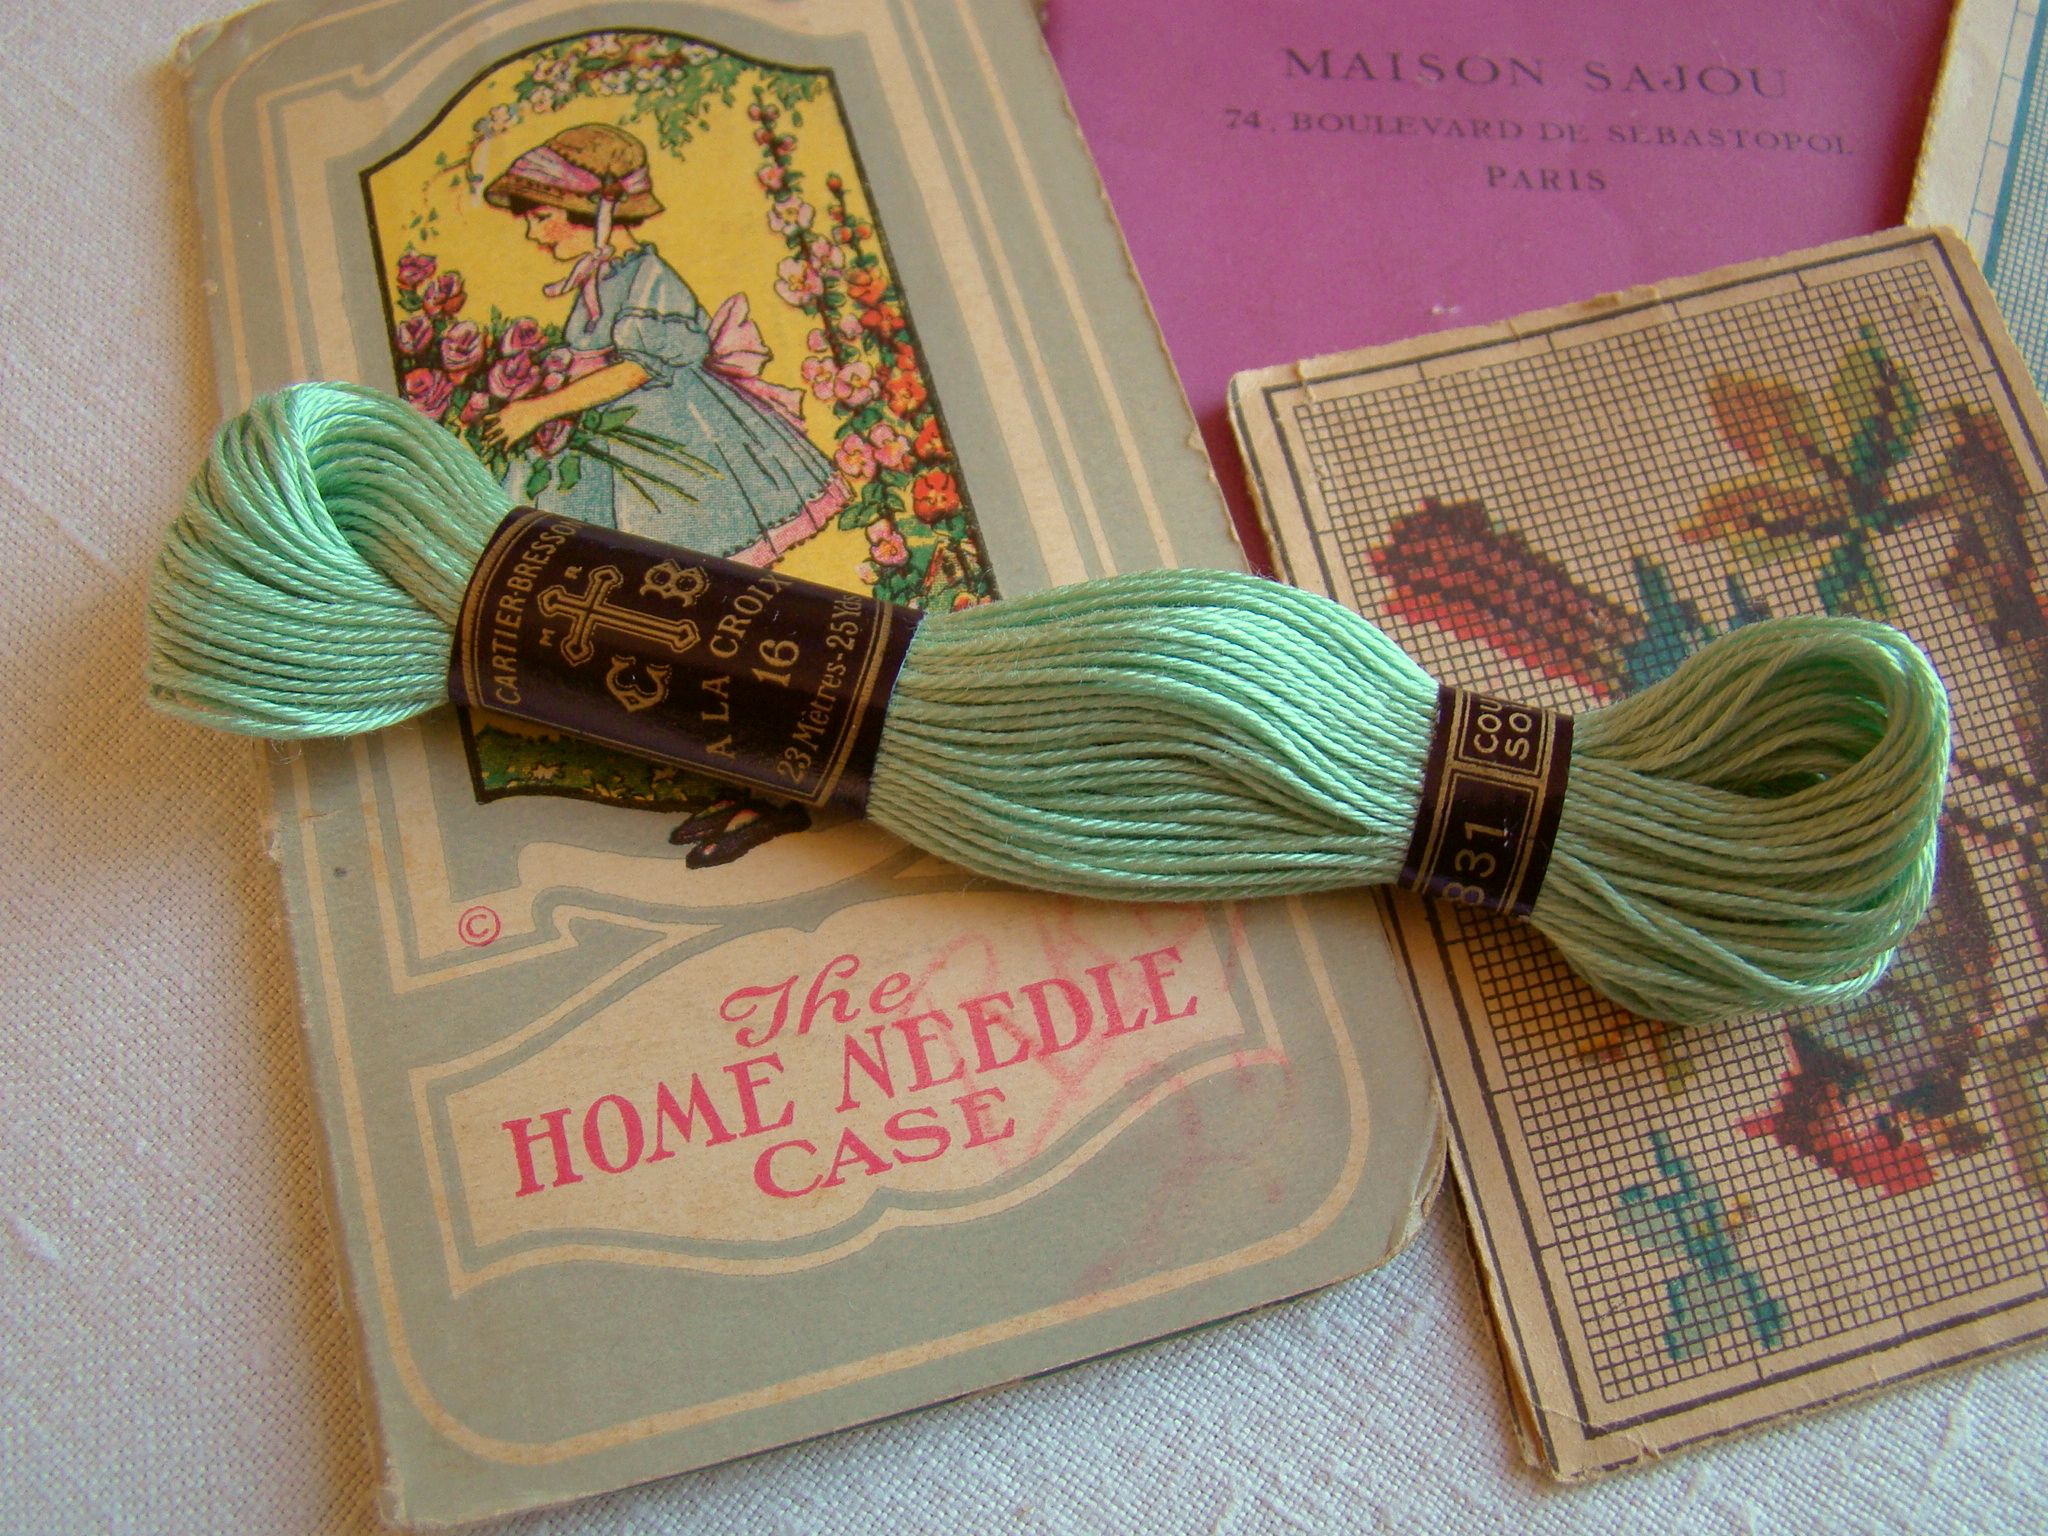 MAISON SAJOU
74, BOULEVARD DE SEBASTOPOL
PARIS
CARTIER-BRESSON
M R
C B
A LA CROIX
16
23 Mètres-25 Yds
831
©
The
HOME NEEDLE
CASE